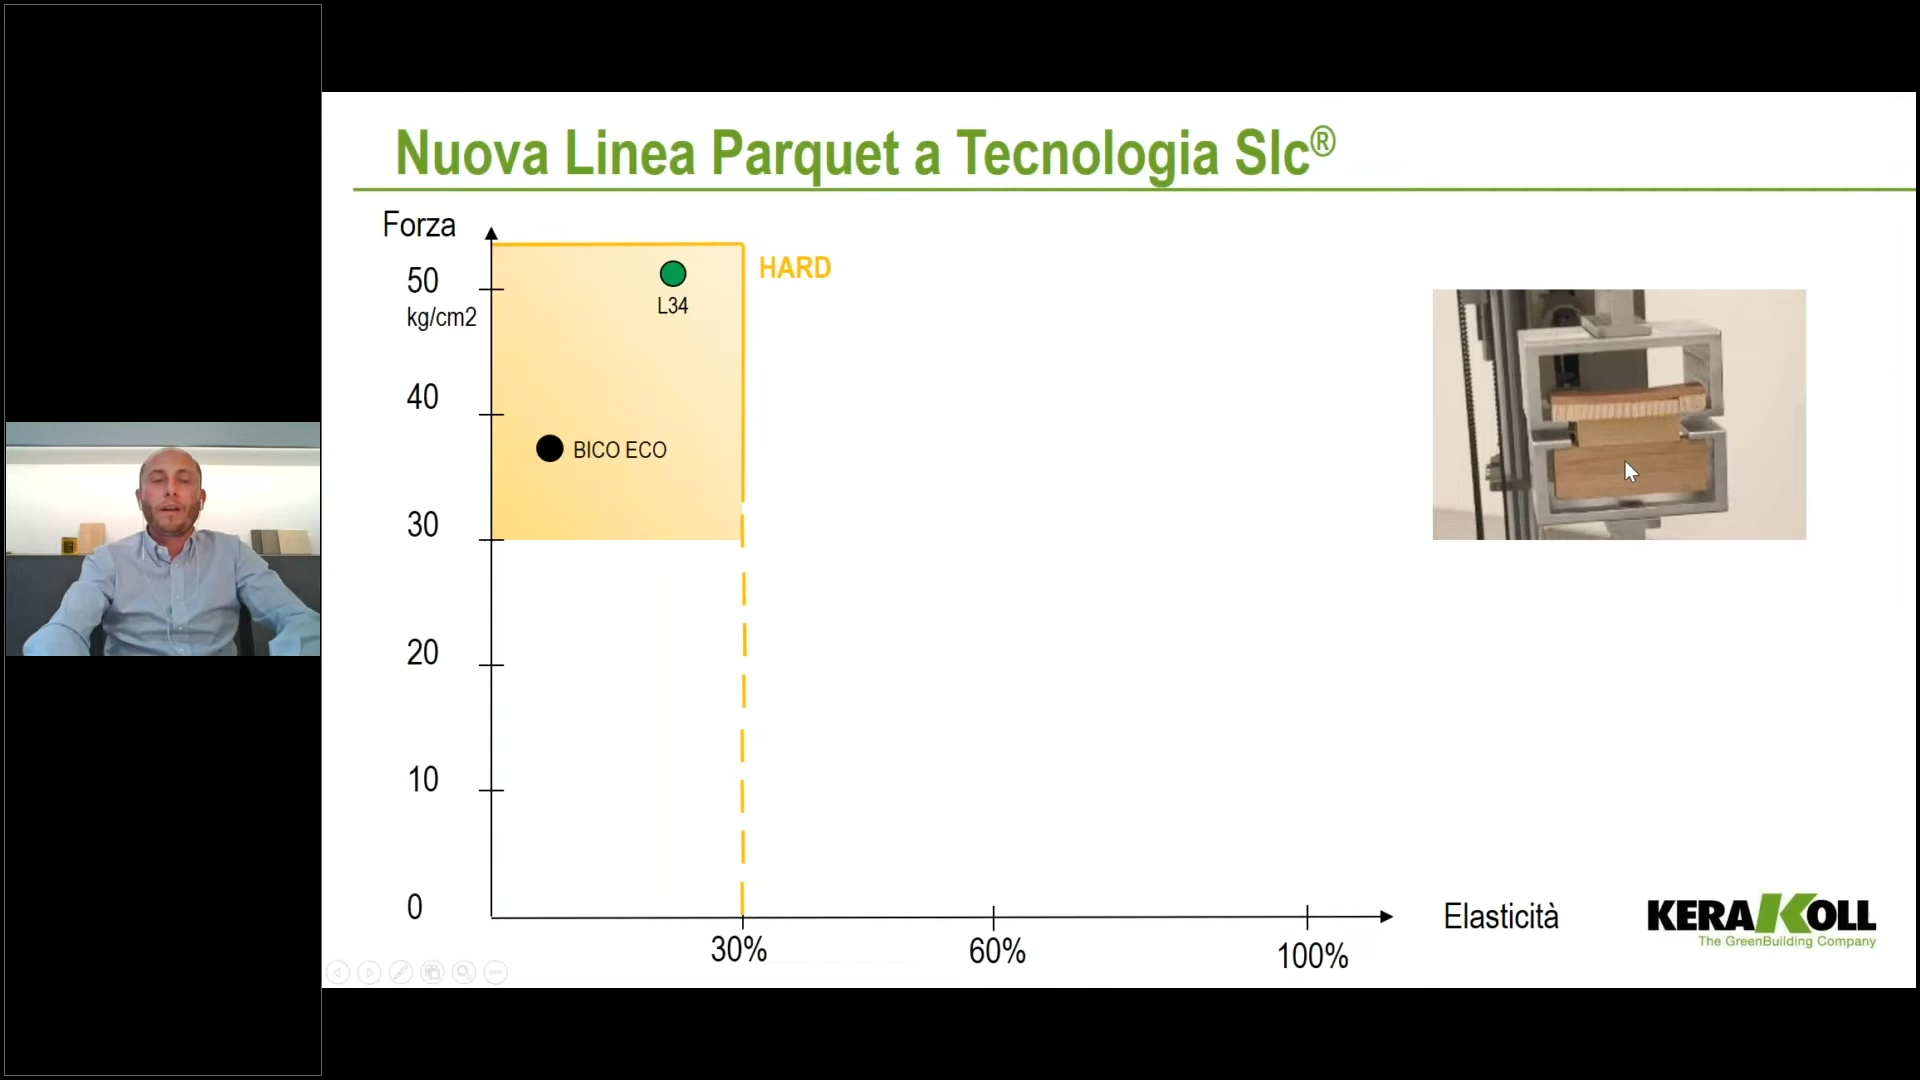 Nuova Linea Parquet a Tecnologia Slc®
Forza
50
kg/cm2
HARD
L34
40
BICO ECO
30
20
10
0
30%
60%
100%
Elasticità
KERAKOLL
The GreenBuilding Company